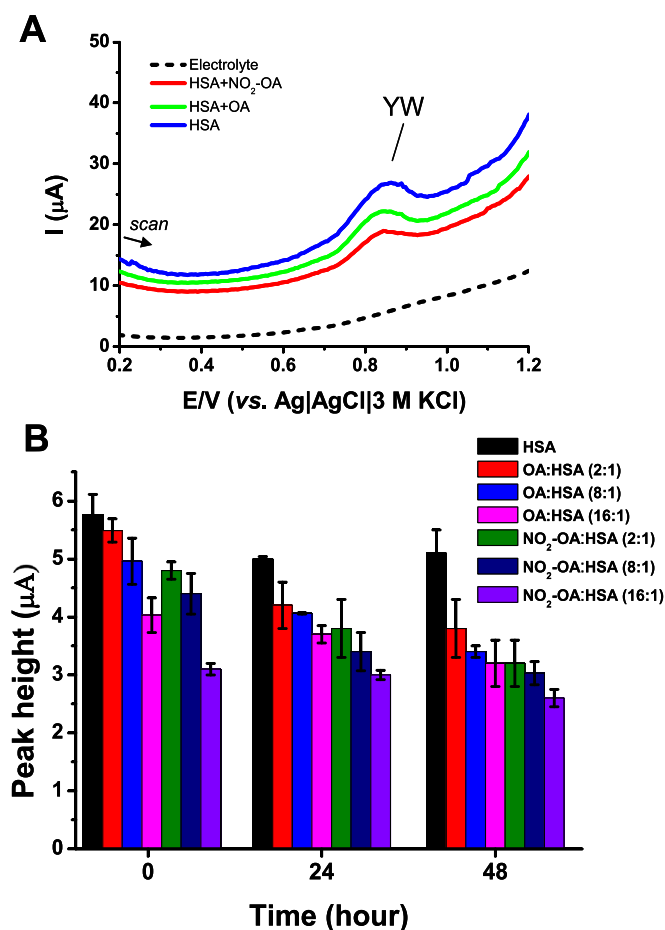 A
50
40
30
20
10
0
I (μA)
Electrolyte
HSA+NO2-OA
HSA+OA
HSA
YW
scan
0.2 0.4 0.6 0.8 1.0 1.2
E/V (vs. Ag|AgCl|3 M KCl)
B
HSA
OA:HSA (2:1)
OA:HSA (8:1)
OA:HSA (16:1)
NO2-OA:HSA (2:1)
NO2-OA:HSA (8:1)
NO2-OA:HSA (16:1)
6
5
4
3
2
1
0
Peak height (μA)
0 24 48
Time (hour)